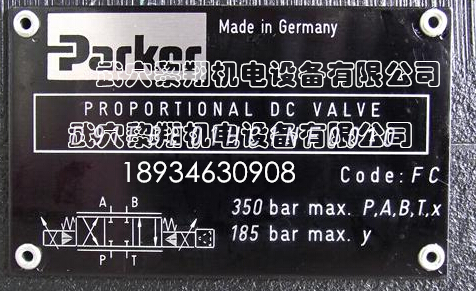 Made in Germany
Parker
武穴黎翔机电设备有限公司
PROPORTIONAL DC VALVE
武穴黎翔机电设备有限公司
18934630908
Code: FC
A B
350 bar max. P,A,B,T,x
185 bar max. y
P T